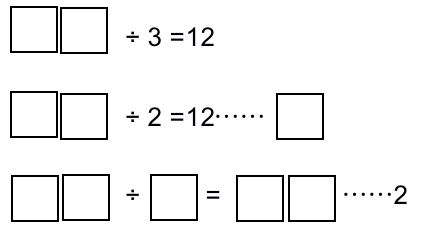 □□ ÷ 3 =12
□□ ÷ 2 =12⋯⋯ □
□□ ÷ □ = □□ ⋯⋯2